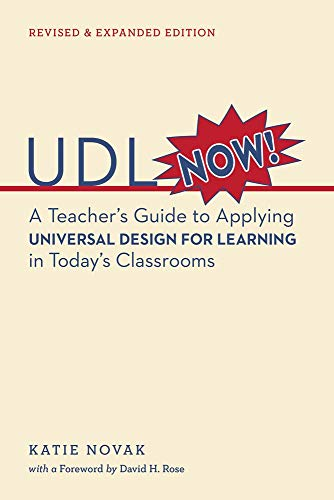 REVISED & EXPANDED EDITION
UDL NOW!
A Teacher's Guide to Applying
UNIVERSAL DESIGN FOR LEARNING
in Today's Classrooms
KATIE NOVAK
with a Foreword by David H. Rose